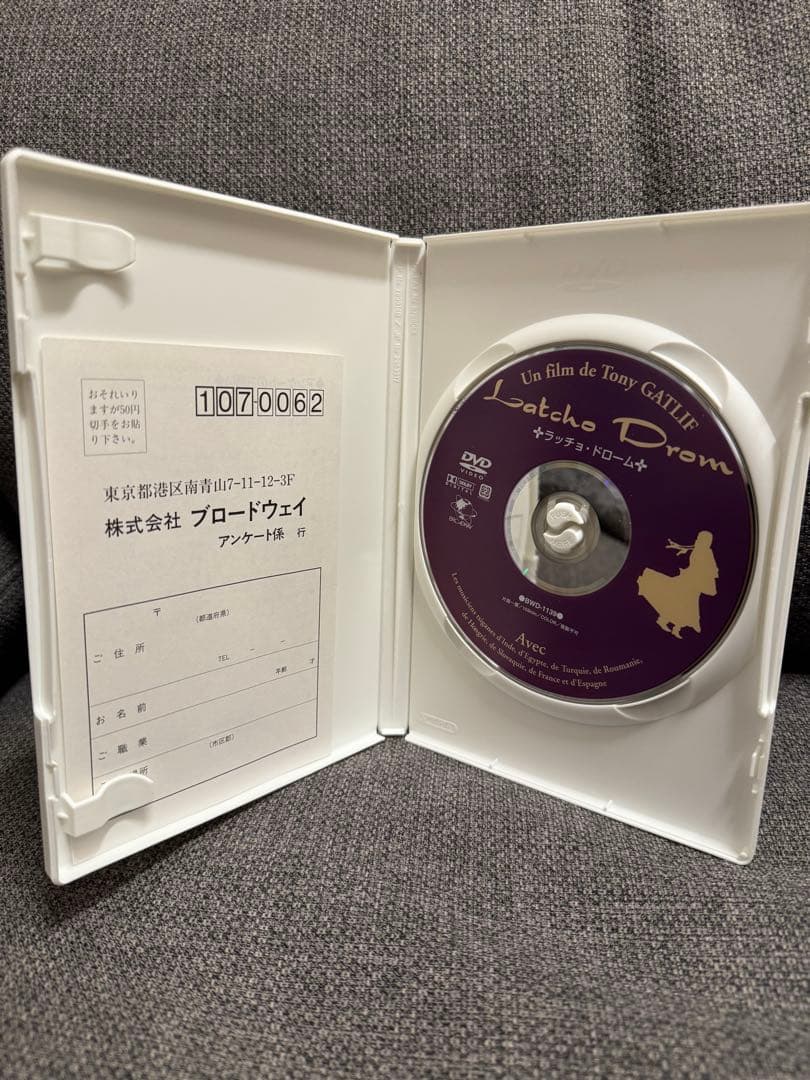 おそれいり
ますが50円
切手をお貼
り下さい。
107-0062
東京都港区南青山7-11-12-3F
株式会社 ブロードウェイ
アンケート係 行
〒
(都道府県)
ご住所
TEL － －
年齢 才
お名前
ご職業
(市区郡)
Un film de Tony GATLIF
Latcho Drom
ラッチョ・ドローム
DVD
VIDEO
DOLBY
DIGITAL
BWD-1139
Avec
Les musiciens tsiganes d'Inde, d'Egypte, de Turquie, de Roumanie,
de Hongrie, de Slovaquie, de France et d'Espagne